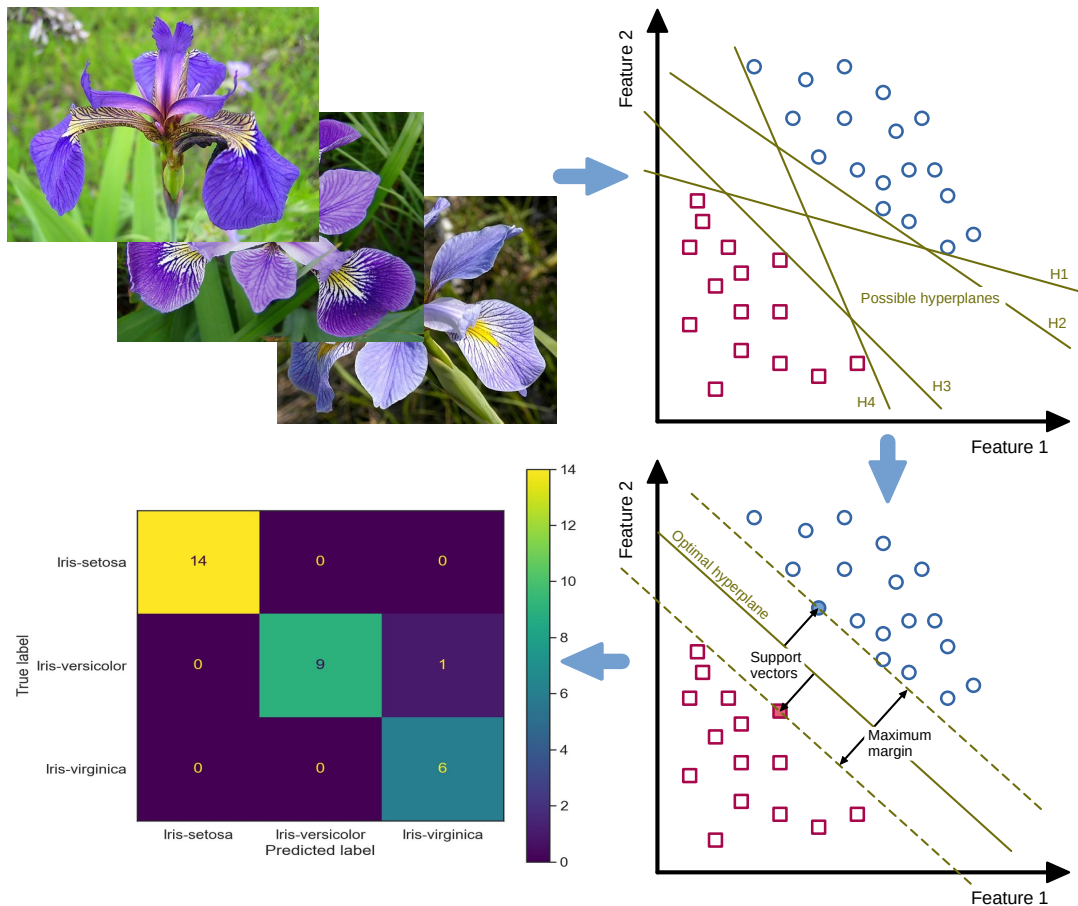 Feature 2
H1
Possible hyperplanes
H2
H3
H4
Feature 1
Feature 2
Optimal hyperplane
Support
vectors
Maximum
margin
Feature 1
True label
Iris-setosa
14 0 0
Iris-versicolor
0 9 1
Iris-virginica
0 0 6
Iris-setosa Iris-versicolor Iris-virginica
Predicted label
14
12
10
8
6
4
2
0